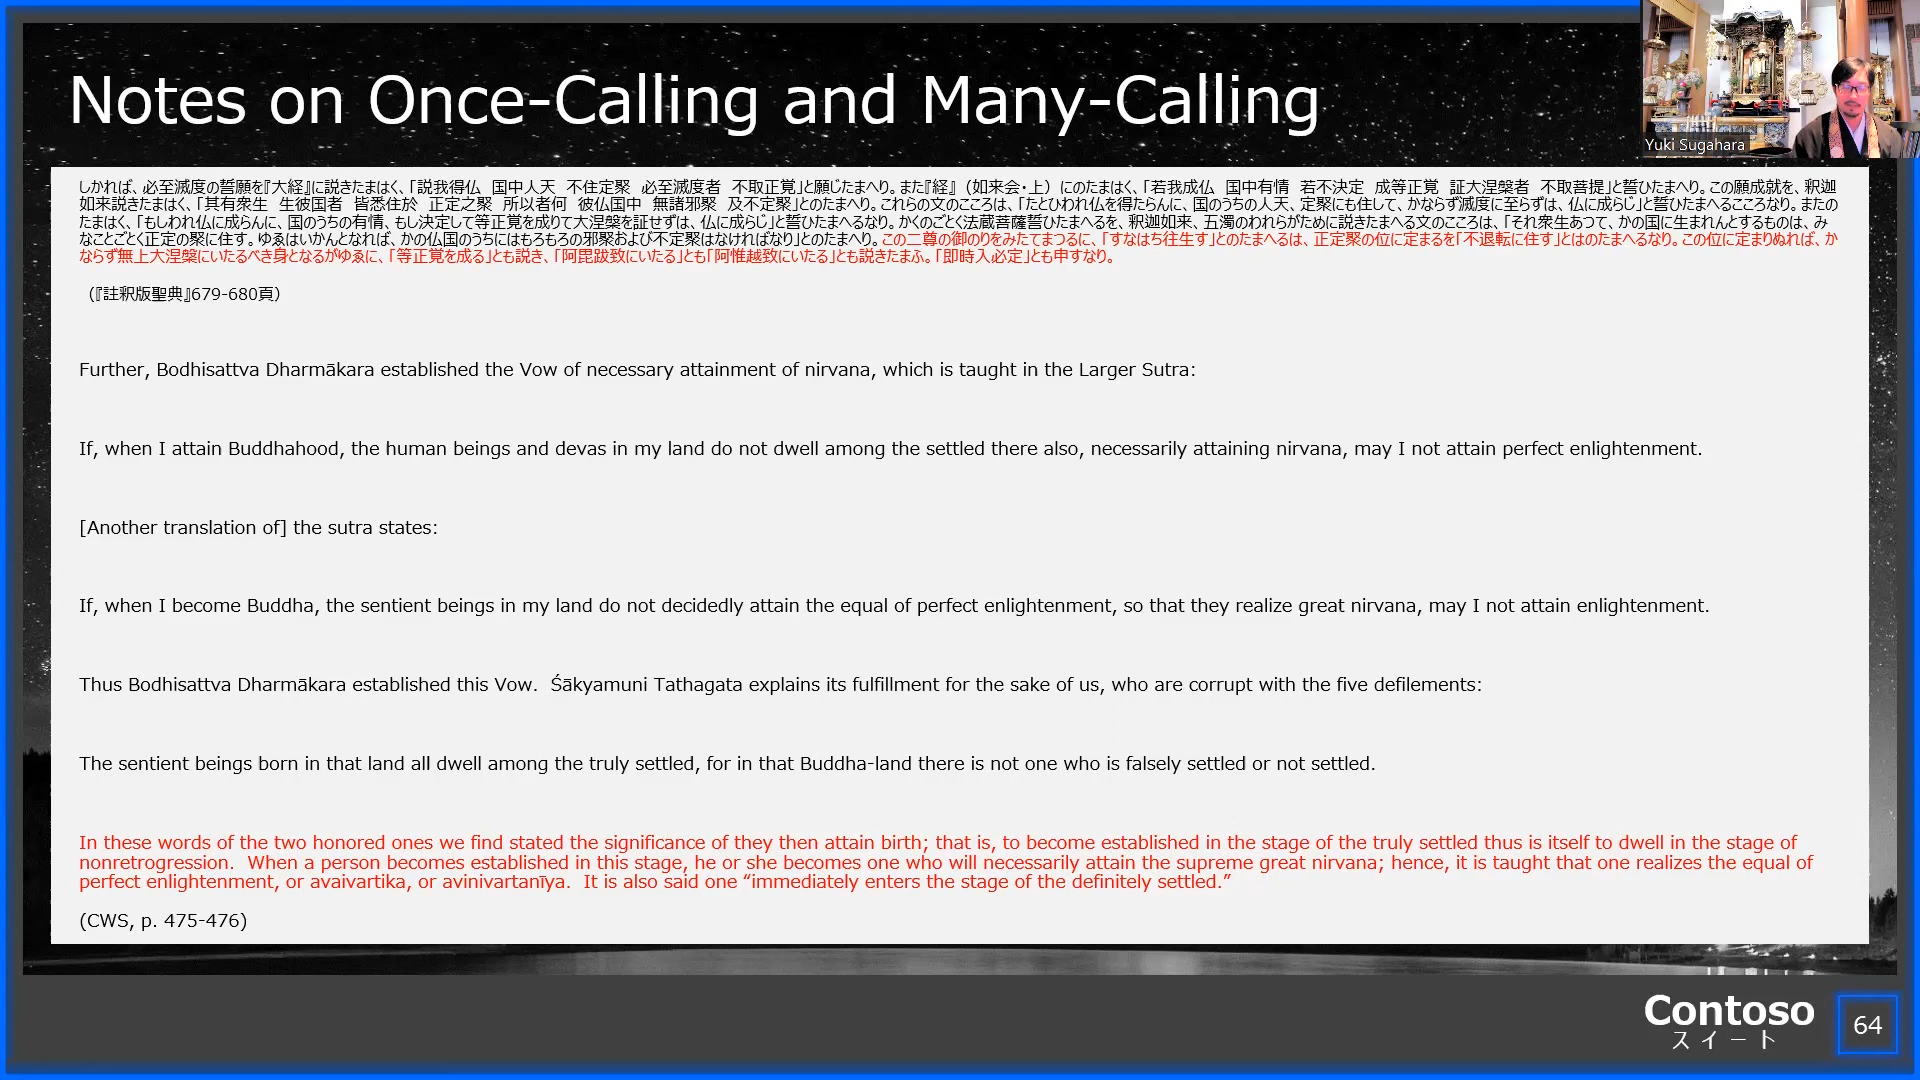 Notes on Once-Calling and Many-Calling
Yuki Sugahara
しかれば、必至滅度の誓願を『大経』に説きたまはく、「説我得仏　国中人天　不住定聚　必至滅度者　不取正覚」と願じたまへり。また『経』（如来会・上）にのたまはく、「若我成仏　国中有情　若不決定　成等正覚　証大涅槃者　不取菩提」と誓ひたまへり。この願成就を、釈迦
如来説きたまはく、「其有衆生　生彼国者　皆悉住於　正定之聚　所以者何　彼仏国中　無諸邪聚　及不定聚」とのたまへり。これらの文のこころは、「たとひわれ仏を得たらんに、国のうちの人天、定聚にも住して、かならず滅度に至らずは、仏に成らじ」と誓ひたまへるこころなり。またの
たまはく、「もしわれ仏に成らんに、国のうちの有情、もし決定して等正覚を成りて大涅槃を証せずは、仏に成らじ」と誓ひたまへるなり。かくのごとく法蔵菩薩誓ひたまへるを、釈迦如来、五濁のわれらがために説きたまへる文のこころは、「それ衆生あつて、かの国に生まれんとするものは、み
なことごとく正定の聚に住す。ゆゑはいかんとなれば、かの仏国のうちにはもろもろの邪聚および不定聚はなければなり」とのたまへり。この二尊の御のりをみたてまつるに、「すなはち往生す」とのたまへるは、正定聚の位に定まるを「不退転に住す」とはのたまへるなり。この位に定まりぬれば、か
ならず無上大涅槃にいたるべき身となるがゆゑに、「等正覚を成る」とも説き、「阿毘跋致にいたる」とも「阿惟越致にいたる」とも説きたまふ。「即時入必定」とも申すなり。
（『註釈版聖典』679-680頁）
Further, Bodhisattva Dharmākara established the Vow of necessary attainment of nirvana, which is taught in the Larger Sutra:
If, when I attain Buddhahood, the human beings and devas in my land do not dwell among the settled there also, necessarily attaining nirvana, may I not attain perfect enlightenment.
[Another translation of] the sutra states:
If, when I become Buddha, the sentient beings in my land do not decidedly attain the equal of perfect enlightenment, so that they realize great nirvana, may I not attain enlightenment.
Thus Bodhisattva Dharmākara established this Vow.  Śākyamuni Tathagata explains its fulfillment for the sake of us, who are corrupt with the five defilements:
The sentient beings born in that land all dwell among the truly settled, for in that Buddha-land there is not one who is falsely settled or not settled.
In these words of the two honored ones we find stated the significance of they then attain birth; that is, to become established in the stage of the truly settled thus is itself to dwell in the stage of
nonretrogression.  When a person becomes established in this stage, he or she becomes one who will necessarily attain the supreme great nirvana; hence, it is taught that one realizes the equal of
perfect enlightenment, or avaivartika, or avinivartanīya.  It is also said one “immediately enters the stage of the definitely settled.”
(CWS, p. 475-476)
Contoso
スイート
64